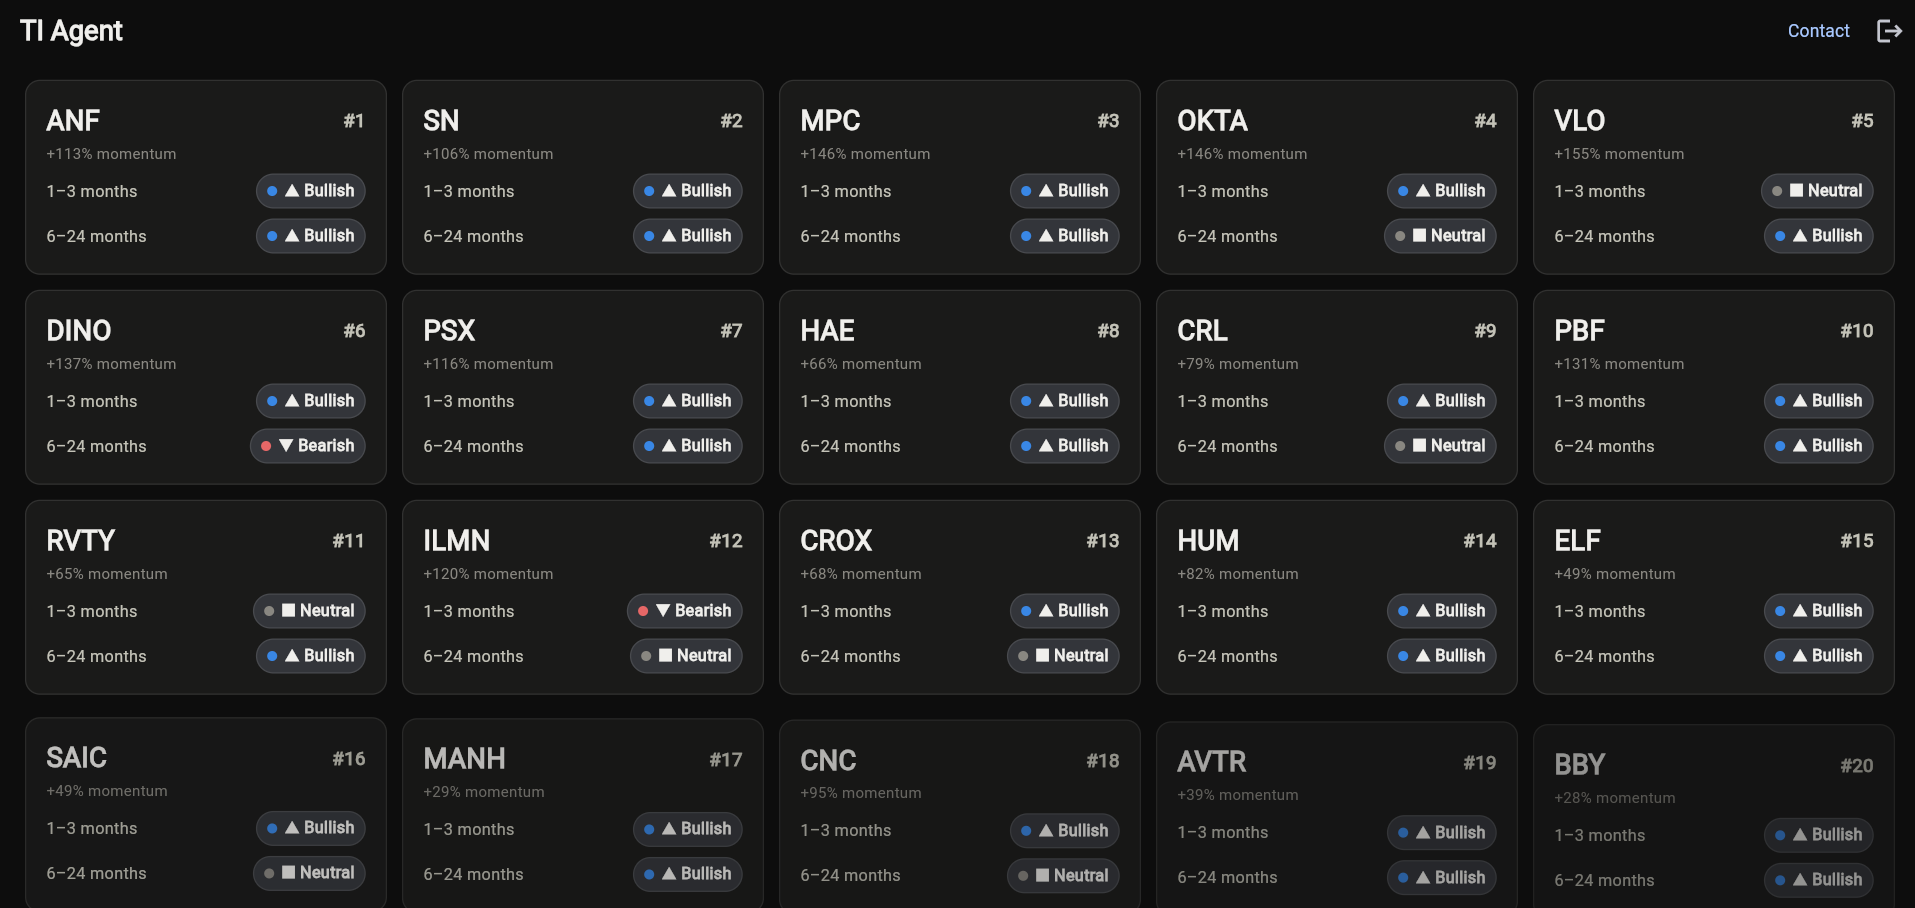 TI Agent
Contact
ANF #1
+113% momentum
1–3 months ▲ Bullish
6–24 months ▲ Bullish
SN #2
+106% momentum
1–3 months ▲ Bullish
6–24 months ▲ Bullish
MPC #3
+146% momentum
1–3 months ▲ Bullish
6–24 months ▲ Bullish
OKTA #4
+146% momentum
1–3 months ▲ Bullish
6–24 months ■ Neutral
VLO #5
+155% momentum
1–3 months ■ Neutral
6–24 months ▲ Bullish
DINO #6
+137% momentum
1–3 months ▲ Bullish
6–24 months ▼ Bearish
PSX #7
+116% momentum
1–3 months ▲ Bullish
6–24 months ▲ Bullish
HAE #8
+66% momentum
1–3 months ▲ Bullish
6–24 months ▲ Bullish
CRL #9
+79% momentum
1–3 months ▲ Bullish
6–24 months ■ Neutral
PBF #10
+131% momentum
1–3 months ▲ Bullish
6–24 months ▲ Bullish
RVTY #11
+65% momentum
1–3 months ■ Neutral
6–24 months ▲ Bullish
ILMN #12
+120% momentum
1–3 months ▼ Bearish
6–24 months ■ Neutral
CROX #13
+68% momentum
1–3 months ▲ Bullish
6–24 months ■ Neutral
HUM #14
+82% momentum
1–3 months ▲ Bullish
6–24 months ▲ Bullish
ELF #15
+49% momentum
1–3 months ▲ Bullish
6–24 months ▲ Bullish
SAIC #16
+49% momentum
1–3 months ▲ Bullish
6–24 months ■ Neutral
MANH #17
+29% momentum
1–3 months ▲ Bullish
6–24 months ▲ Bullish
CNC #18
+95% momentum
1–3 months ▲ Bullish
6–24 months ■ Neutral
AVTR #19
+39% momentum
1–3 months ▲ Bullish
6–24 months ▲ Bullish
BBY #20
+28% momentum
1–3 months ▲ Bullish
6–24 months ▲ Bullish